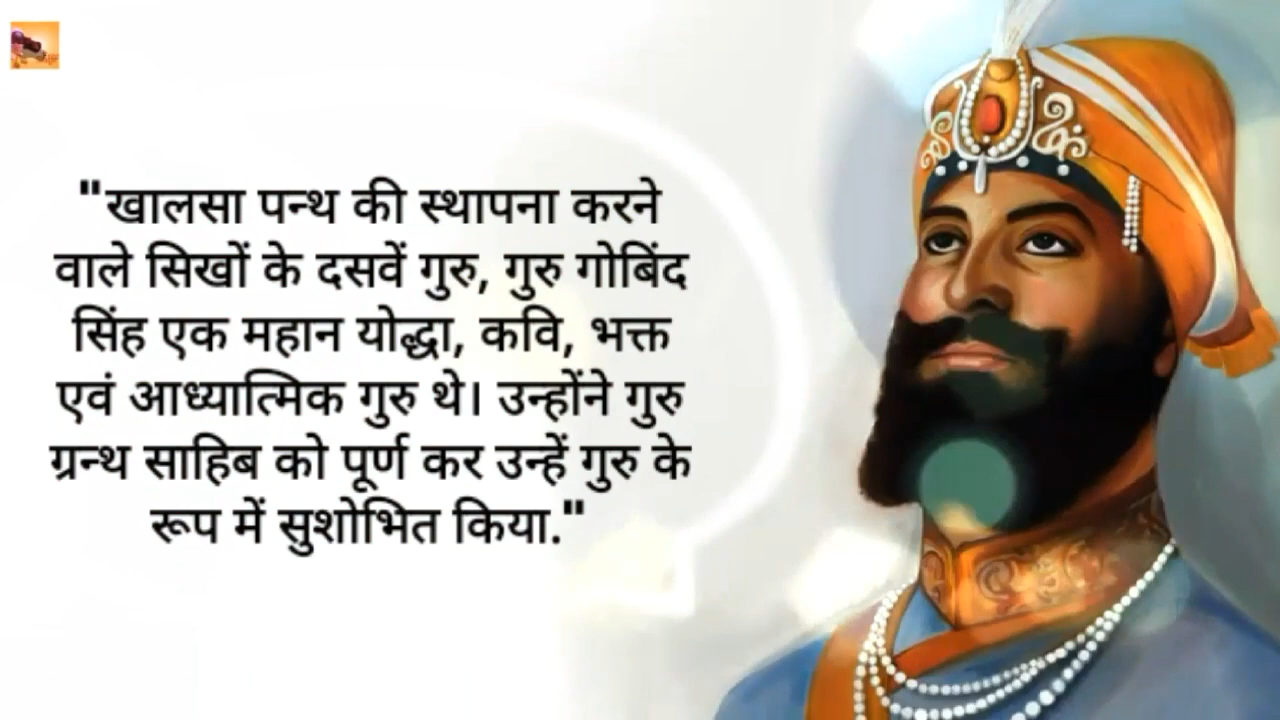 "खालसा पन्थ की स्थापना करने
वाले सिखों के दसवें गुरु, गुरु गोबिंद
सिंह एक महान योद्धा, कवि, भक्त
एवं आध्यात्मिक गुरु थे। उन्होंने गुरु
ग्रन्थ साहिब को पूर्ण कर उन्हें गुरु के
रूप में सुशोभित किया."